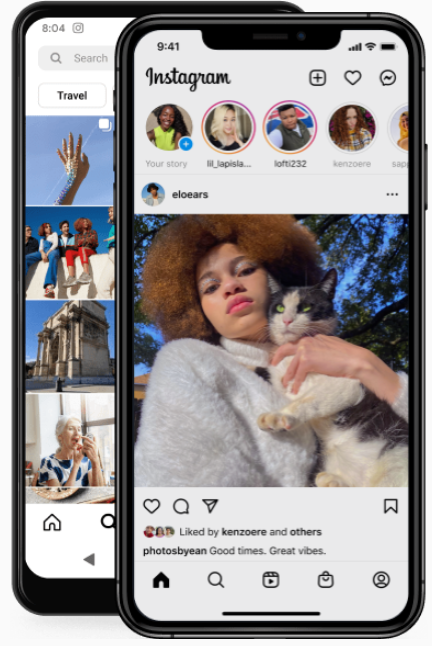 8:04
Search
Travel
9:41
Instagram
Your story
lil_lapisla...
lofti232
kenzoere
eloears
Liked by kenzoere and others
photosbyean Good times. Great vibes.